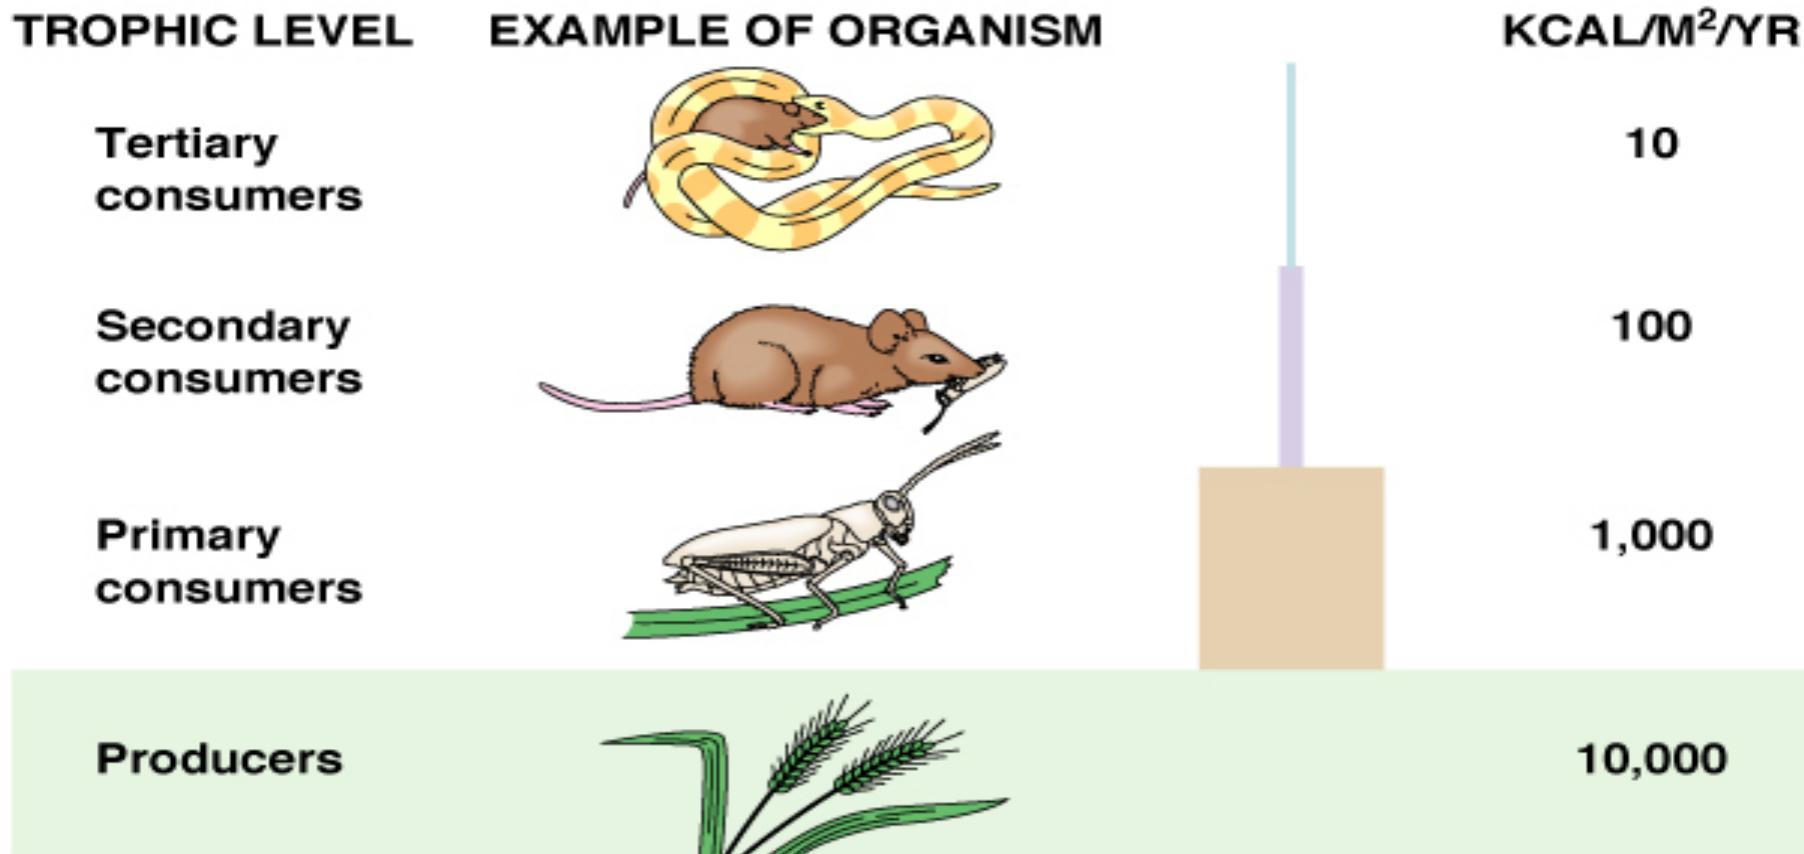 TROPHIC LEVEL EXAMPLE OF ORGANISM KCAL/M²/YR
Tertiary
consumers
10
Secondary
consumers
100
Primary
consumers
1,000
Producers
10,000